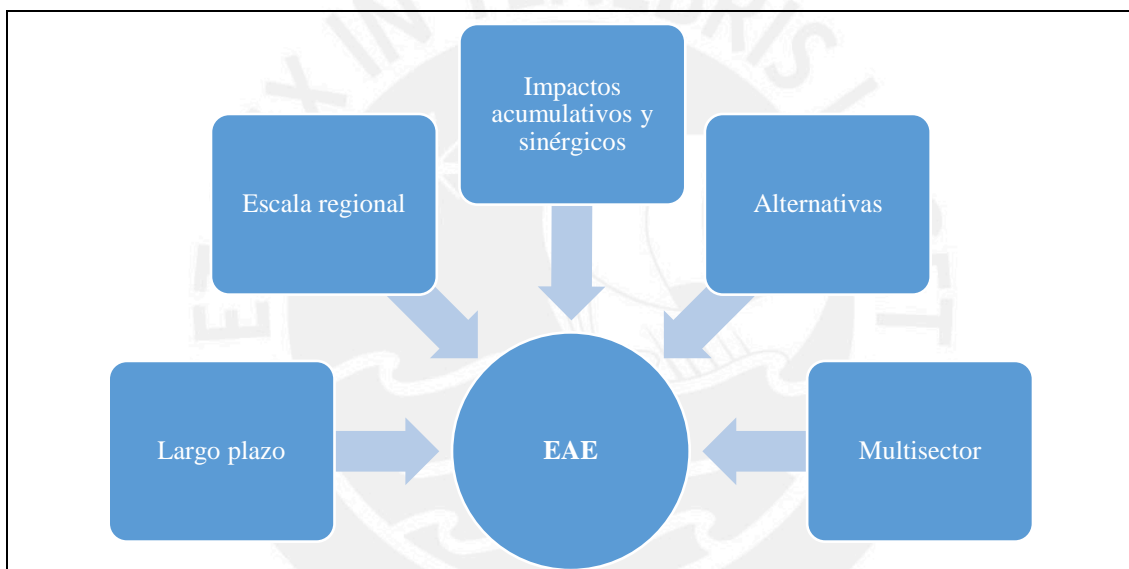 Impactos
acumulativos y
sinérgicos
Escala regional
Alternativas
Largo plazo
EAE
Multisector